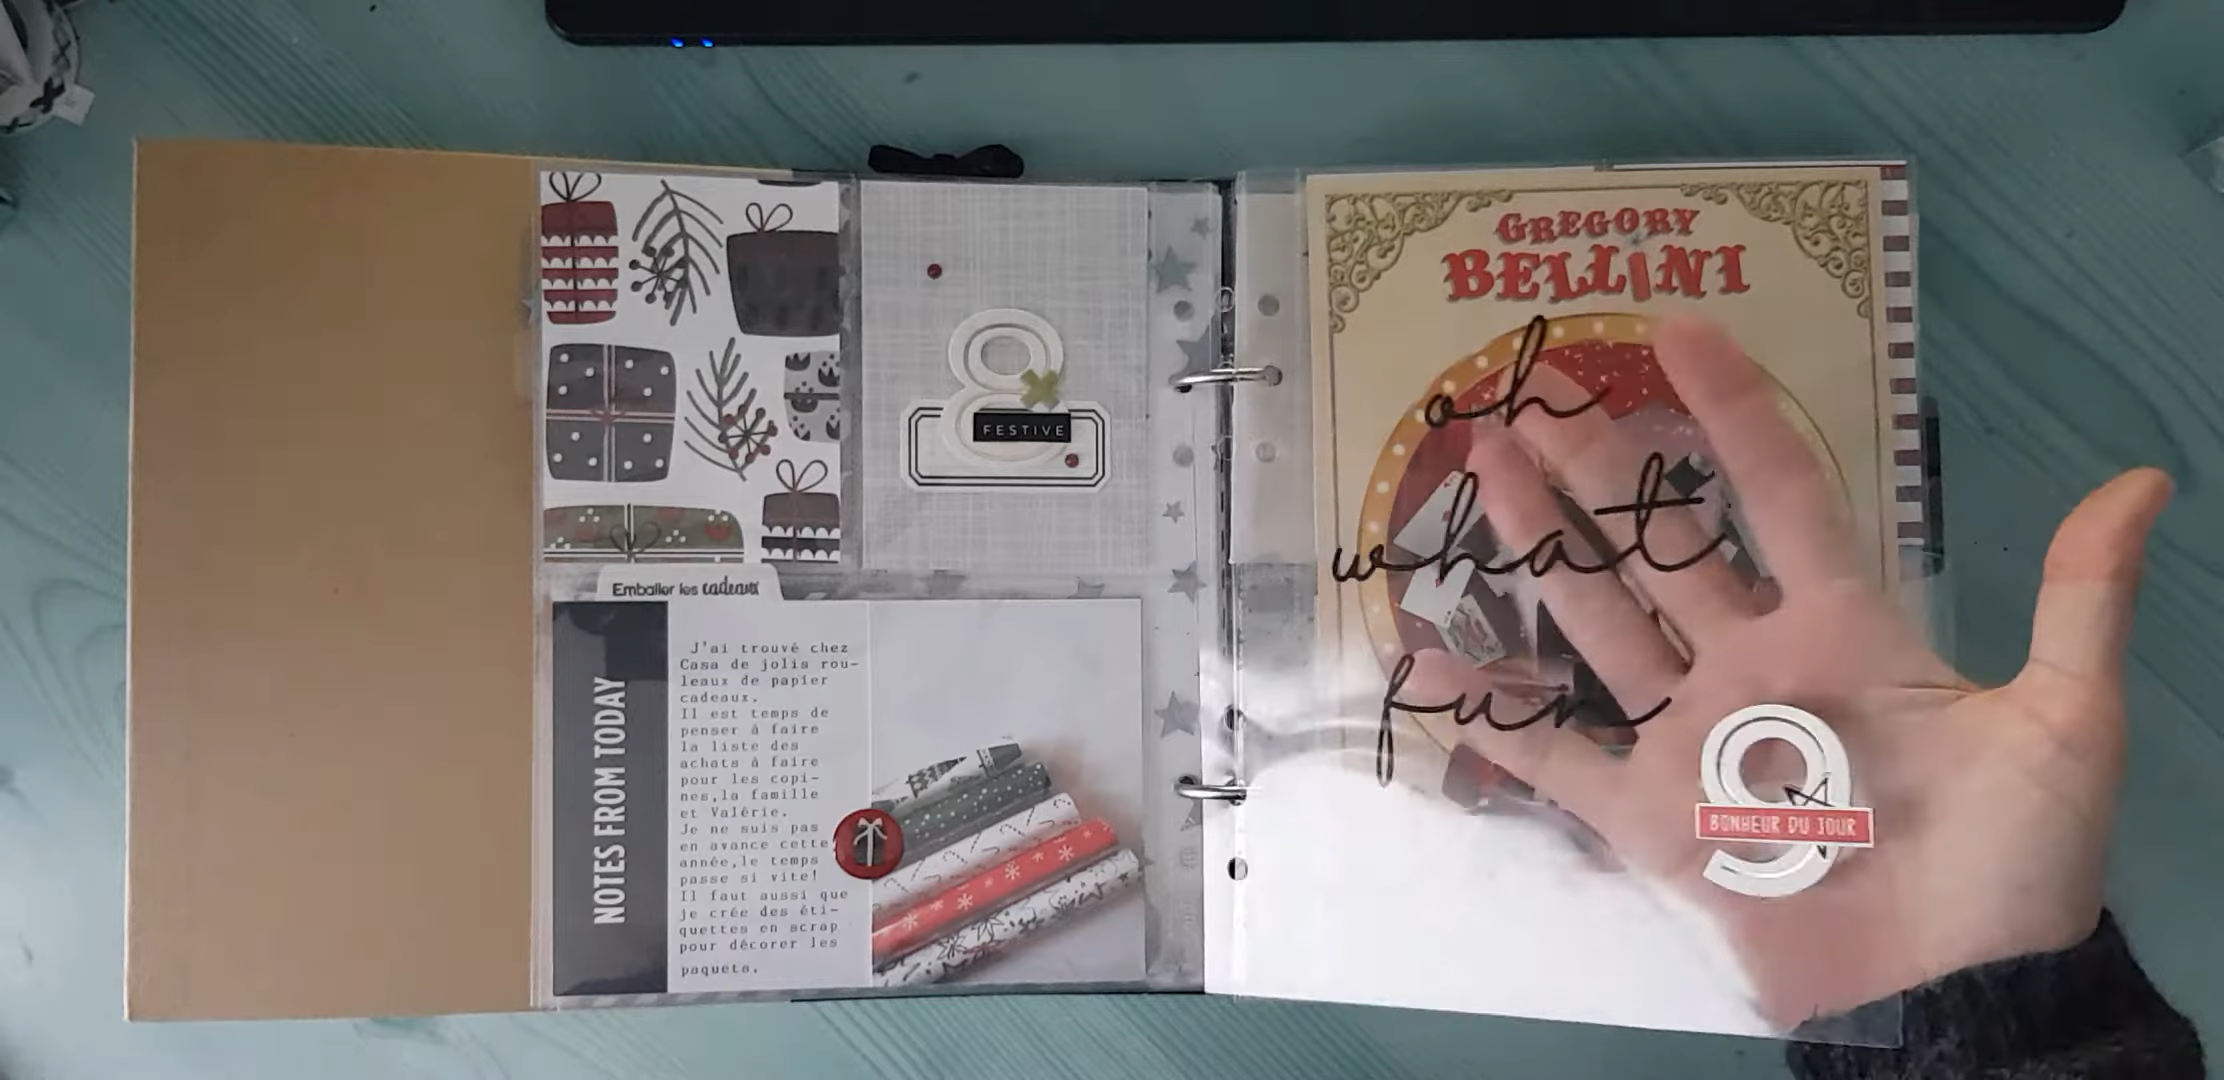 8
FESTIVE
Emballer les cadeaux
NOTES FROM TODAY
J'ai trouvé chez
Casa de jolis rou-
leaux de papier
cadeaux.
Il est temps de
penser à faire
la liste des
achats à faire
pour les copi-
nes,la famille
et Valérie.
Je ne suis pas
en avance cette
année,le temps
passe si vite!
Il faut aussi que
je crée des éti-
quettes en scrap
pour décorer les
paquets.
GREGORY
BELLINI
oh
what
fun
9
BONHEUR DU JOUR